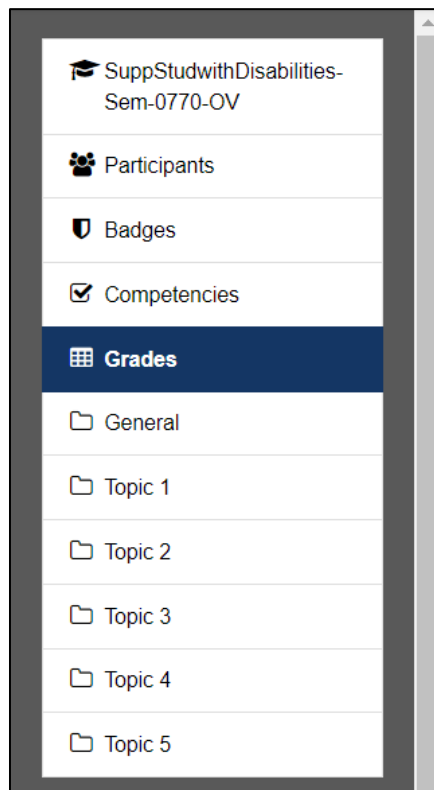 SuppStudwithDisabilities-
Sem-0770-OV
Participants
Badges
Competencies
Grades
General
Topic 1
Topic 2
Topic 3
Topic 4
Topic 5